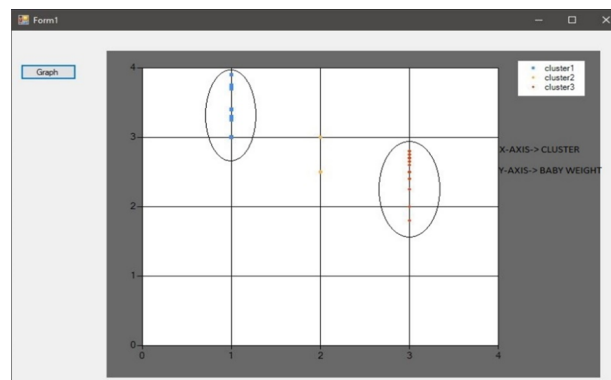 Form1
Graph
cluster1
cluster2
cluster3
4
3
2
1
0
0 1 2 3 4
X-AXIS-> CLUSTER
Y-AXIS-> BABY WEIGHT